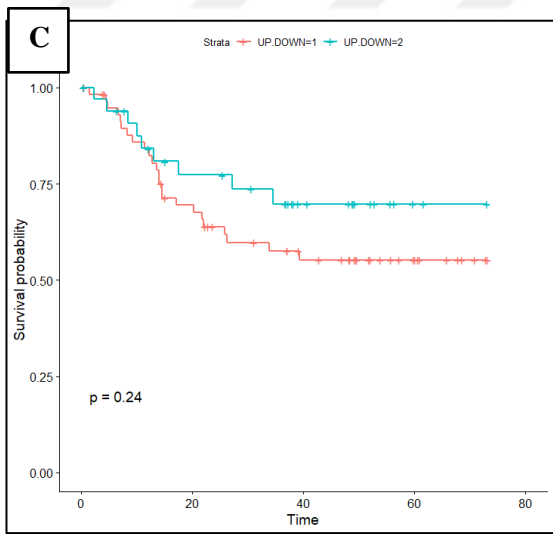 C
Strata UP.DOWN=1 UP.DOWN=2
1.00
0.75
0.50
0.25
0.00
Survival probability
p = 0.24
0 20 40 60 80
Time